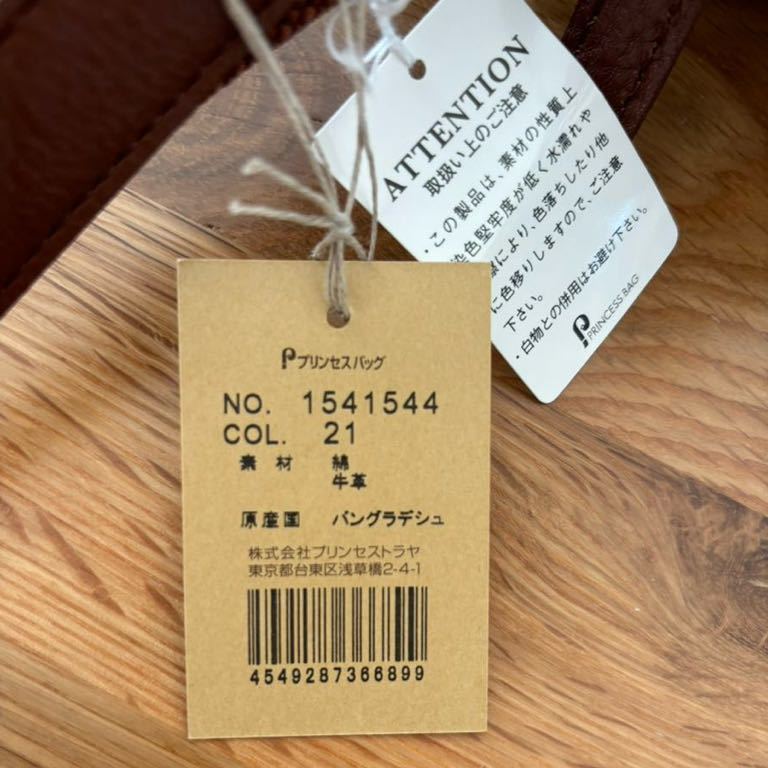 ATTENTION
取扱い上のご注意
・この製品は、素材の性質上
染色堅牢度が低く水濡れや
により、色落ちしたり他
に色移りしますので、ご注意
下さい。
・白物との併用はお避け下さい。
PRINCESS BAG
プリンセスバッグ
NO. 1541544
COL. 21
素材 綿
牛革
原産国 バングラデシュ
株式会社プリンセストラヤ
東京都台東区浅草橋2-4-1
4549287366899